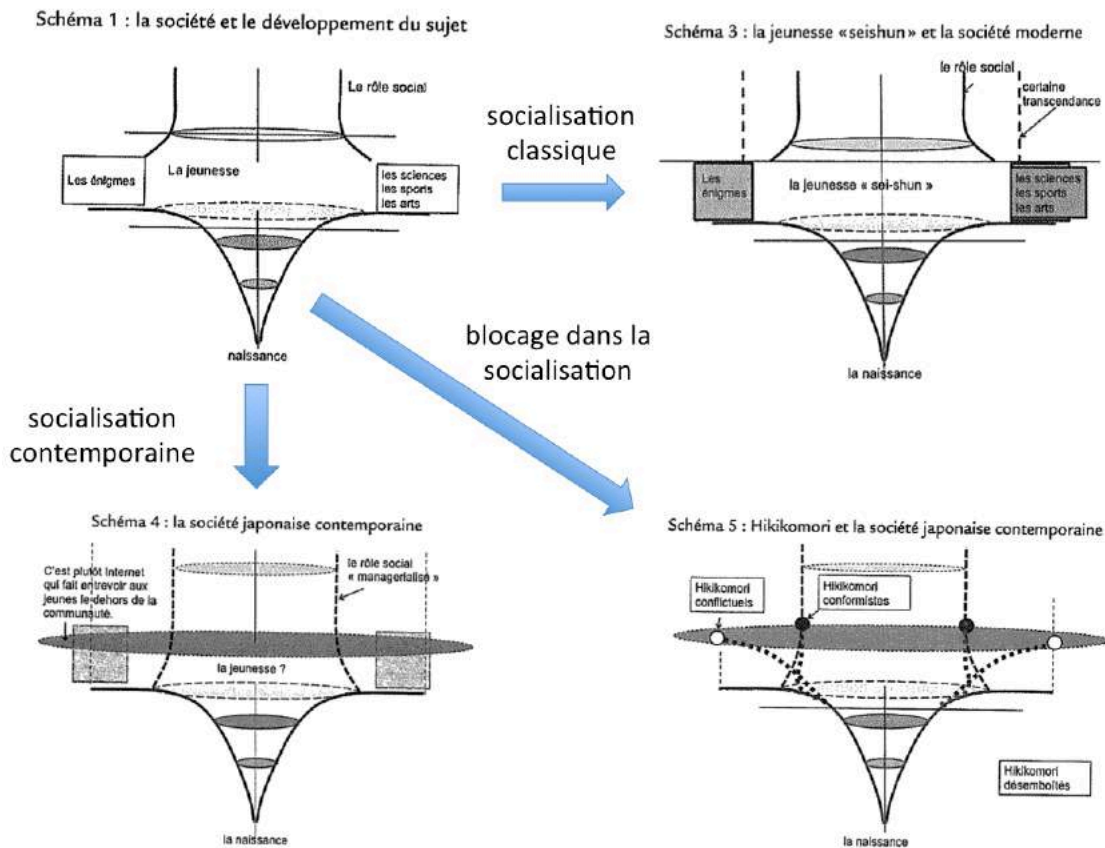 Schéma 1 : la société et le développement du sujet
Le rôle social
Les énigmes
La jeunesse
les sciences
les sports
les arts
naissance
socialisation
classique
Schéma 3 : la jeunesse «seishun» et la société moderne
le rôle social
certaine
transcendance
Les
énigmes
la jeunesse « sei-shun »
les sciences
les sports
les arts
la naissance
blocage dans la
socialisation
socialisation
contemporaine
Schéma 4 : la société japonaise contemporaine
C'est plutôt Internet
qui fait entrevoir aux
jeunes le dehors de la
communauté.
le rôle social
« managérialisé »
la jeunesse ?
la naissance
Schéma 5 : Hikikomori et la société japonaise contemporaine
Hikikomori
conflictuels
Hikikomori
conformistes
Hikikomori
désemboîtés
la naissance